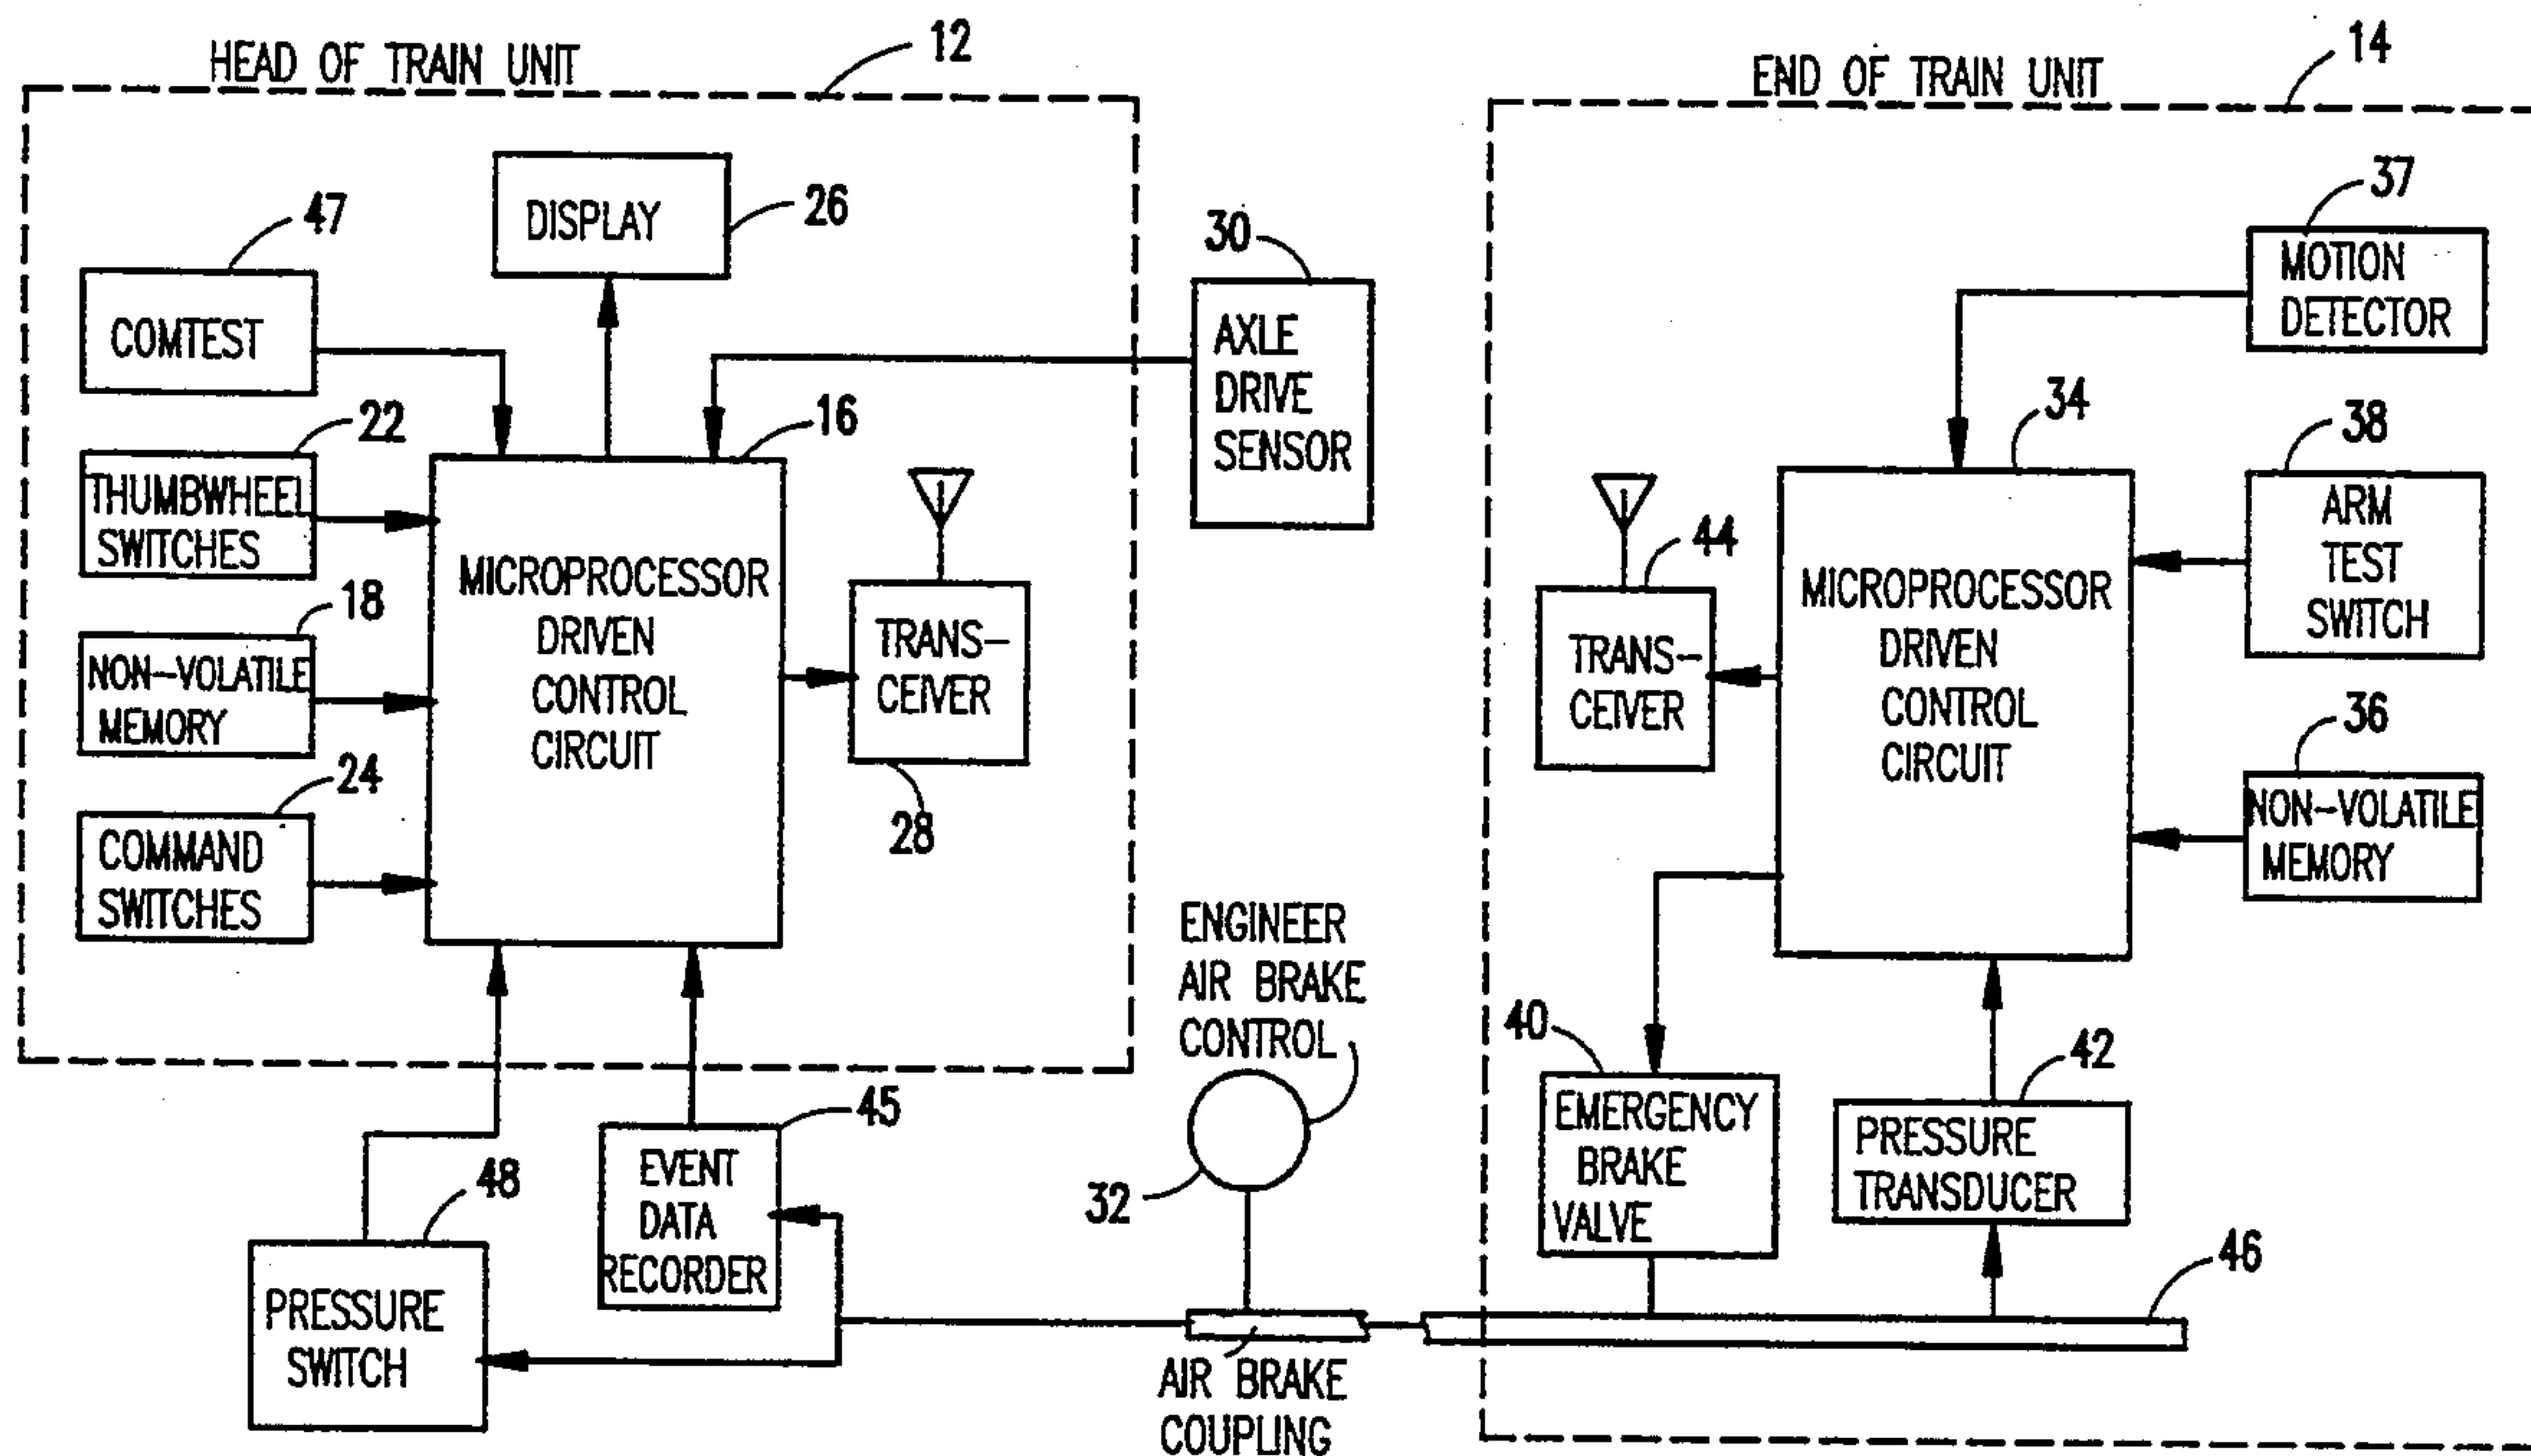 HEAD OF TRAIN UNIT
12
END OF TRAIN UNIT
14
DISPLAY
26
47
COMTEST
30
AXLE
DRIVE
SENSOR
37
MOTION
DETECTOR
22
THUMBWHEEL
SWITCHES
16
MICROPROCESSOR
DRIVEN
CONTROL
CIRCUIT
34
MICROPROCESSOR
DRIVEN
CONTROL
CIRCUIT
38
ARM
TEST
SWITCH
18
NON-VOLATILE
MEMORY
TRANS-
CEIVER
28
44
TRANS-
CEIVER
36
NON-VOLATILE
MEMORY
24
COMMAND
SWITCHES
ENGINEER
AIR BRAKE
CONTROL
32
40
EMERGENCY
BRAKE
VALVE
42
PRESSURE
TRANSDUCER
45
EVENT
DATA
RECORDER
48
PRESSURE
SWITCH
46
AIR BRAKE
COUPLING